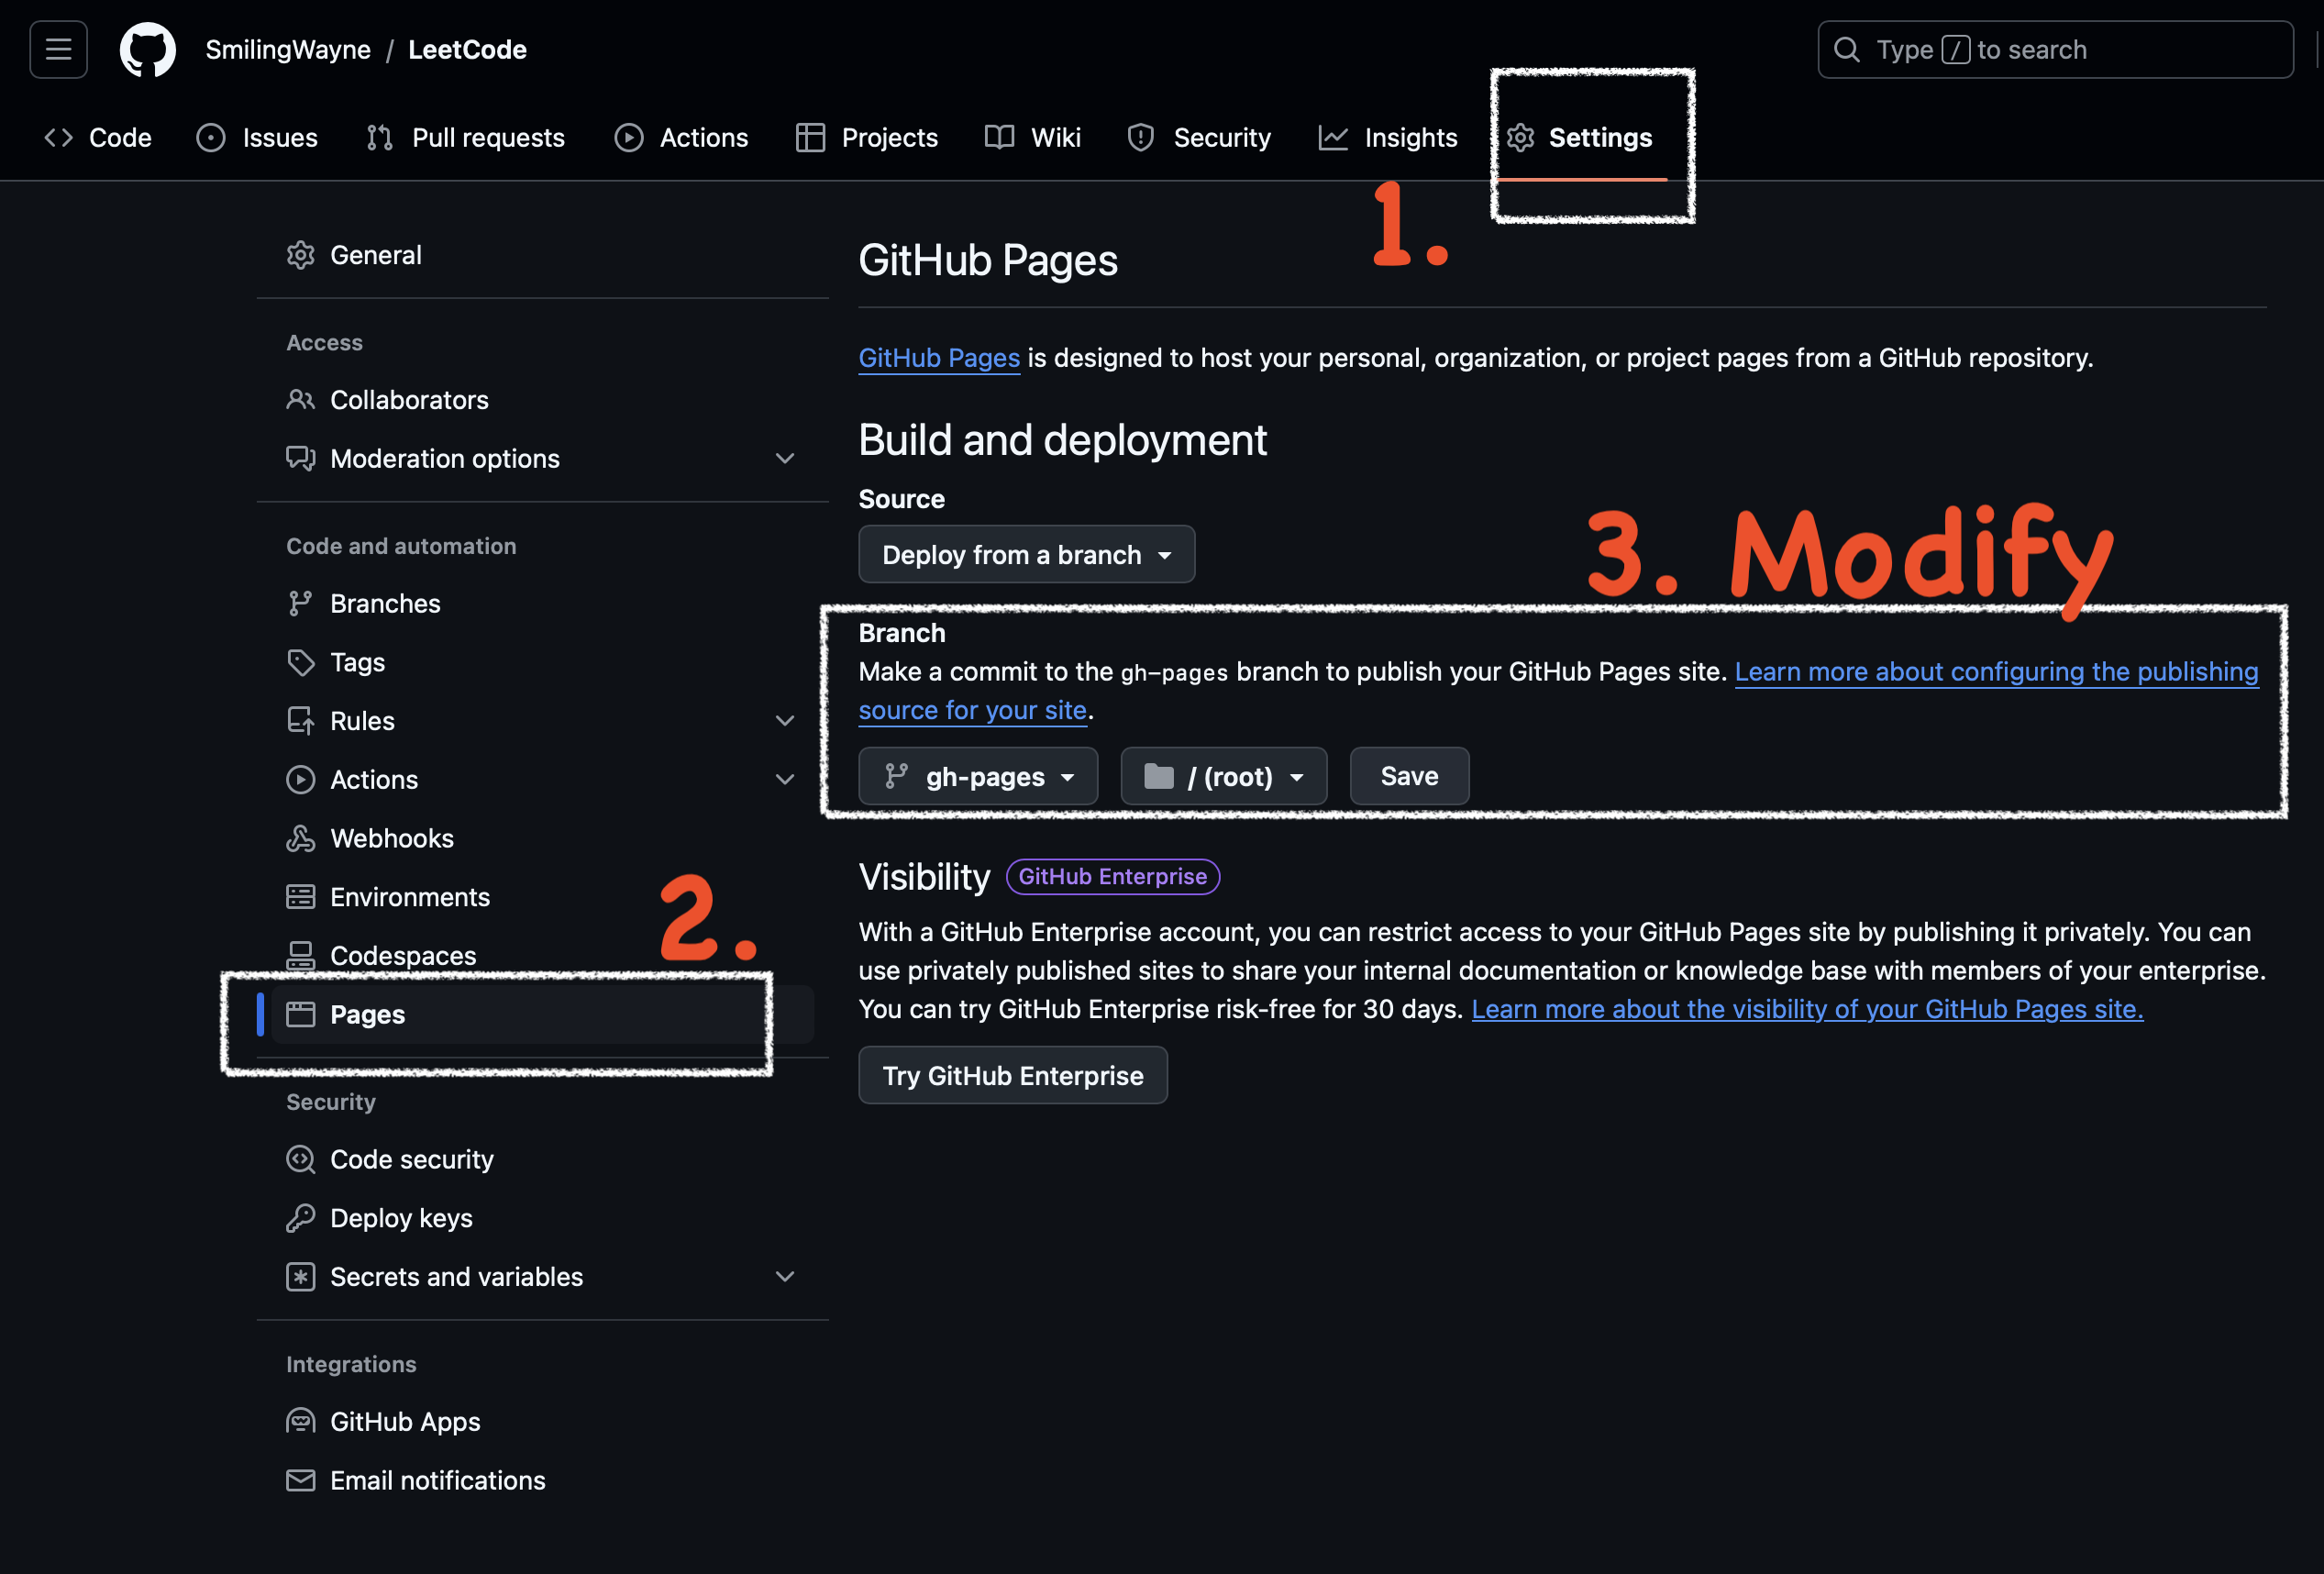 SmilingWayne / LeetCode
Type / to search
Code Issues Pull requests Actions Projects Wiki Security Insights Settings
1.
General
Access
Collaborators
Moderation options
Code and automation
Branches
Tags
Rules
Actions
Webhooks
Environments
Codespaces
2.
Pages
Security
Code security
Deploy keys
Secrets and variables
Integrations
GitHub Apps
Email notifications
GitHub Pages
GitHub Pages is designed to host your personal, organization, or project pages from a GitHub repository.
Build and deployment
Source
Deploy from a branch
3. Modify
Branch
Make a commit to the gh-pages branch to publish your GitHub Pages site. Learn more about configuring the publishing
source for your site.
gh-pages / (root) Save
Visibility GitHub Enterprise
With a GitHub Enterprise account, you can restrict access to your GitHub Pages site by publishing it privately. You can
use privately published sites to share your internal documentation or knowledge base with members of your enterprise.
You can try GitHub Enterprise risk-free for 30 days. Learn more about the visibility of your GitHub Pages site.
Try GitHub Enterprise